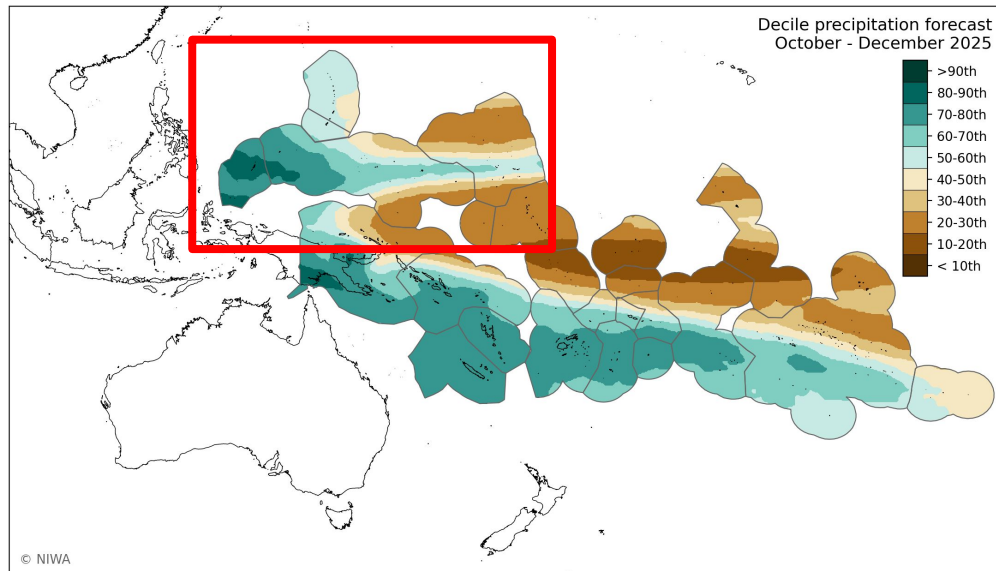 Decile precipitation forecast
October - December 2025
>90th
80-90th
70-80th
60-70th
50-60th
40-50th
30-40th
20-30th
10-20th
< 10th
© NIWA